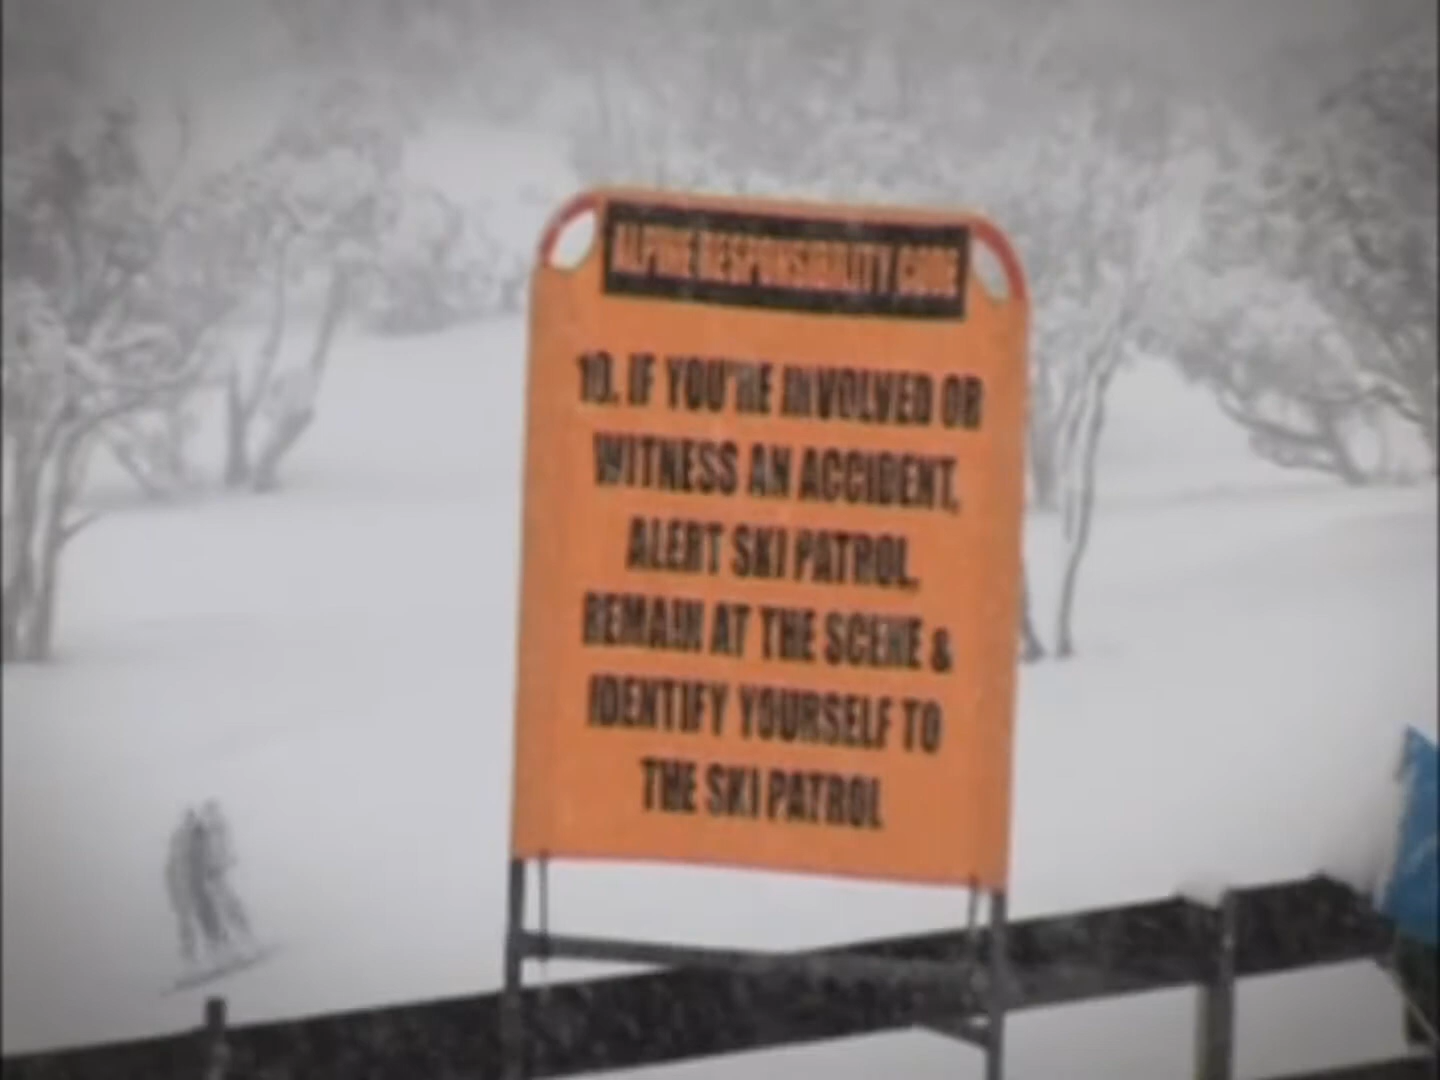 ALPINE RESPONSIBILITY CODE
10. IF YOU'RE INVOLVED OR
WITNESS AN ACCIDENT,
ALERT SKI PATROL,
REMAIN AT THE SCENE &
IDENTIFY YOURSELF TO
THE SKI PATROL